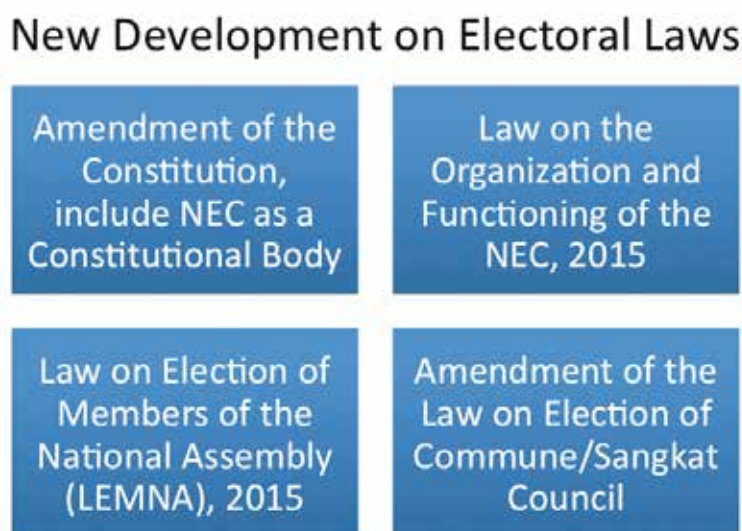 New Development on Electoral Laws
Amendment of the
Constitution,
include NEC as a
Constitutional Body
Law on the
Organization and
Functioning of the
NEC, 2015
Law on Election of
Members of the
National Assembly
(LEMNA), 2015
Amendment of the
Law on Election of
Commune/Sangkat
Council